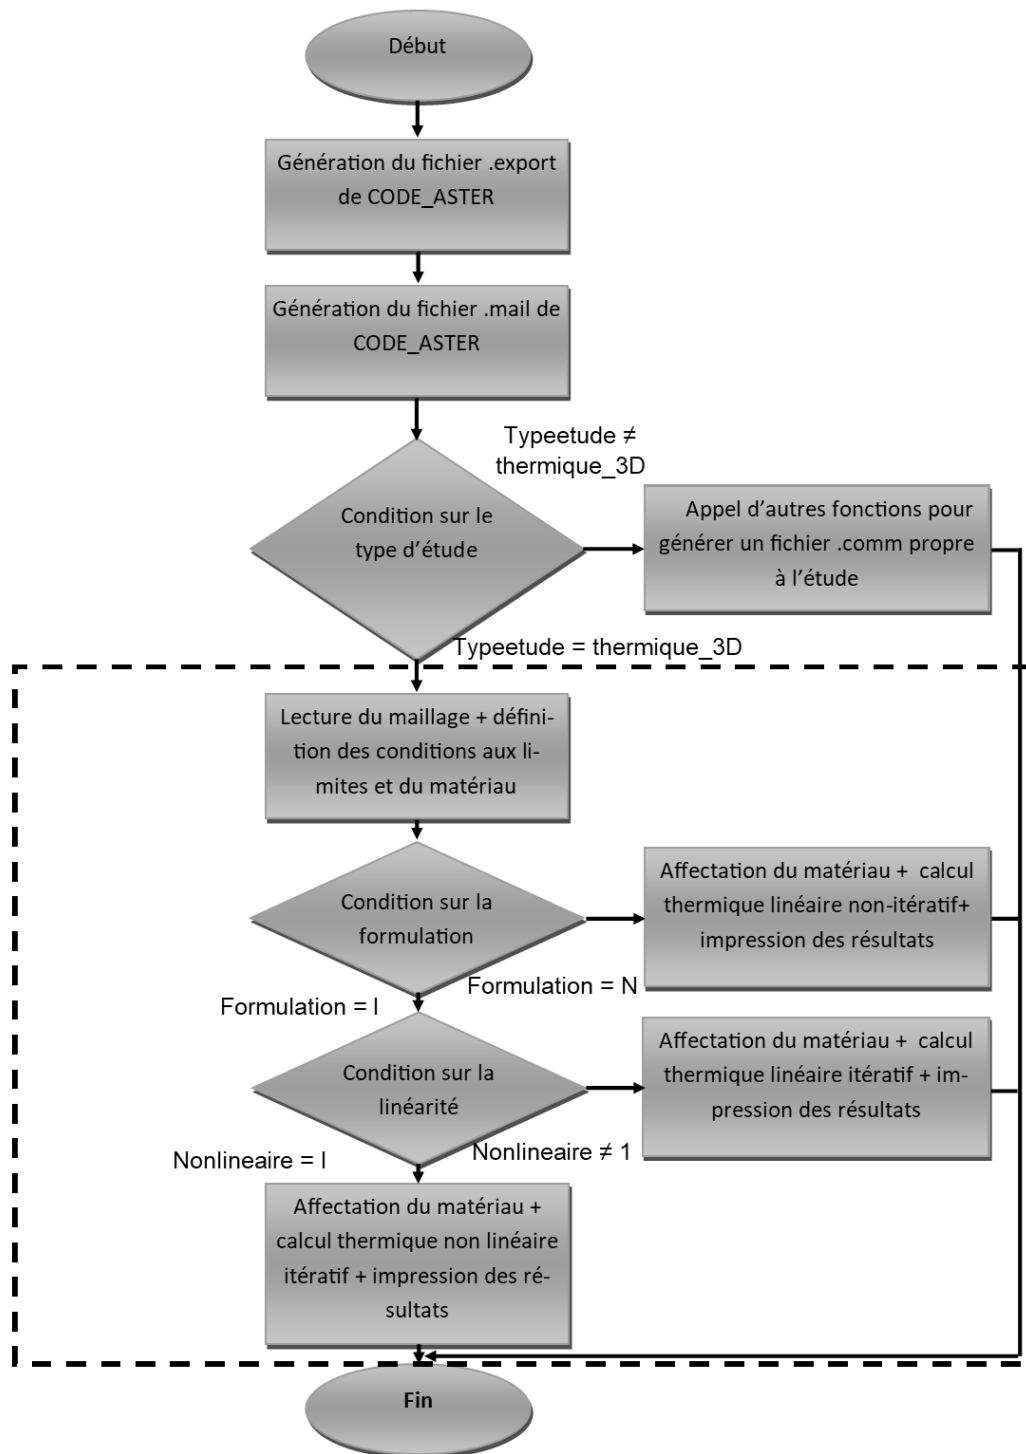 Début
Génération du fichier .export
de CODE_ASTER
Génération du fichier .mail de
CODE_ASTER
Typeetude ≠
thermique_3D
Condition sur le
type d’étude
Appel d’autres fonctions pour
générer un fichier .comm propre
à l’étude
Typeetude = thermique_3D
Lecture du maillage + défini-
tion des conditions aux li-
mites et du matériau
Condition sur la
formulation
Affectation du matériau + calcul
thermique linéaire non-itératif+
impression des résultats
Formulation = N
Formulation = I
Condition sur la
linéarité
Affectation du matériau + calcul
thermique linéaire itératif + im-
pression des résultats
Nonlineaire ≠ 1
Nonlineaire = I
Affectation du matériau +
calcul thermique non linéaire
itératif + impression des ré-
sultats
Fin